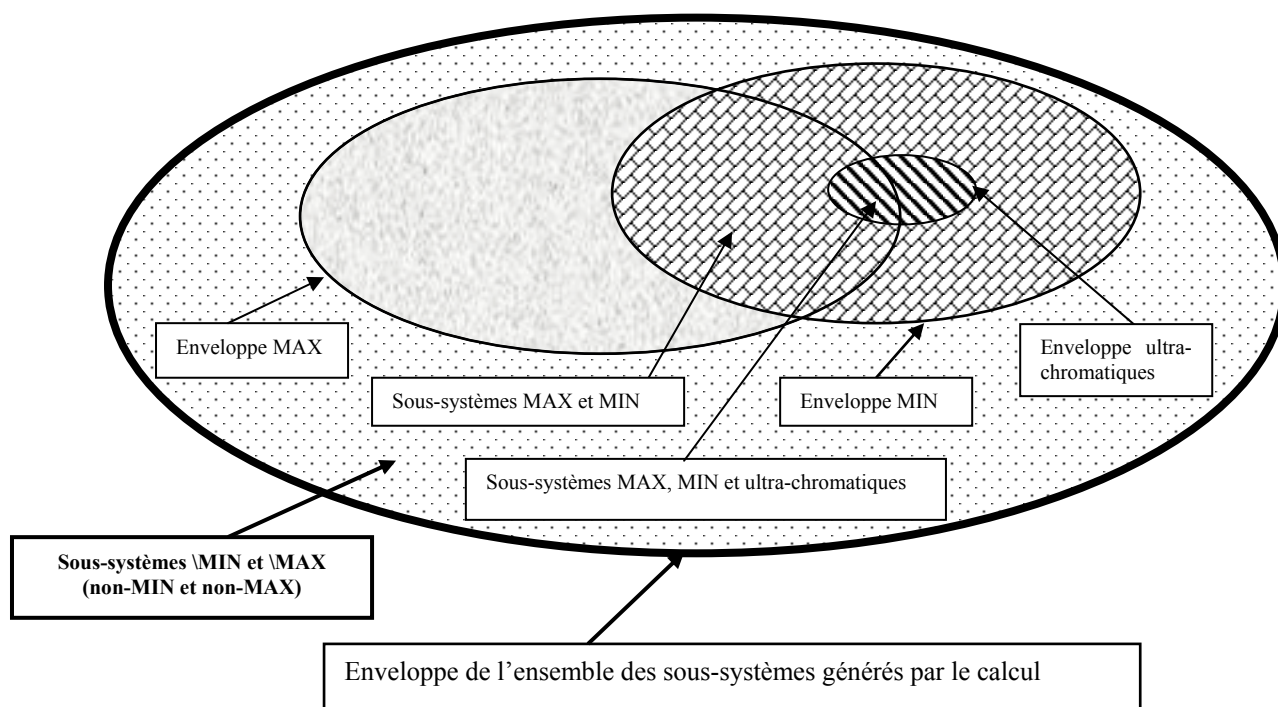 Enveloppe MAX
Enveloppe ultra-
chromatiques
Sous-systèmes MAX et MIN
Enveloppe MIN
Sous-systèmes MAX, MIN et ultra-chromatiques
Sous-systèmes \MIN et \MAX
(non-MIN et non-MAX)
Enveloppe de l’ensemble des sous-systèmes générés par le calcul